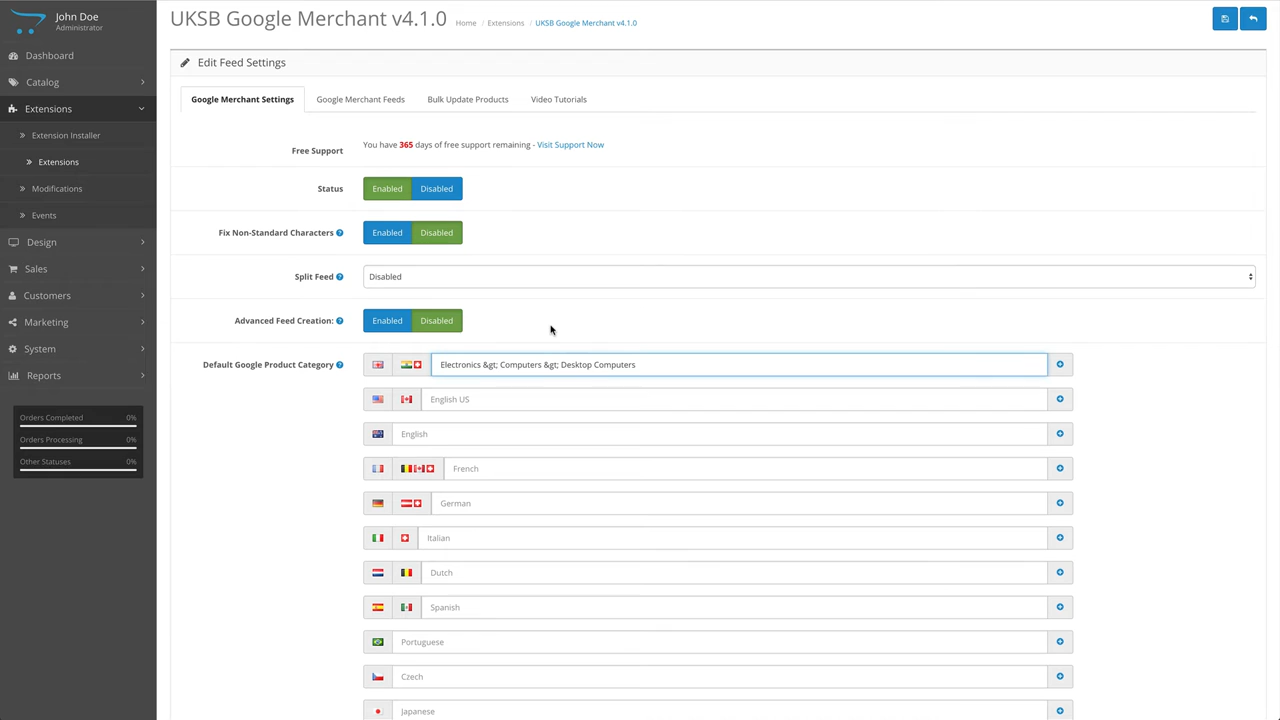 John Doe
Administrator
UKSB Google Merchant v4.1.0
Home / Extensions / UKSB Google Merchant v4.1.0
Dashboard
Catalog
Extensions
Extension Installer
Extensions
Modifications
Events
Design
Sales
Customers
Marketing
System
Reports
Orders Completed 0%
Orders Processing 0%
Other Statuses 0%
Edit Feed Settings
Google Merchant Settings
Google Merchant Feeds
Bulk Update Products
Video Tutorials
Free Support You have 365 days of free support remaining - Visit Support Now
Status Enabled Disabled
Fix Non-Standard Characters Enabled Disabled
Split Feed Disabled
Advanced Feed Creation: Enabled Disabled
Default Google Product Category Electronics &gt; Computers &gt; Desktop Computers
English US
English
French
German
Italian
Dutch
Spanish
Portuguese
Czech
Japanese